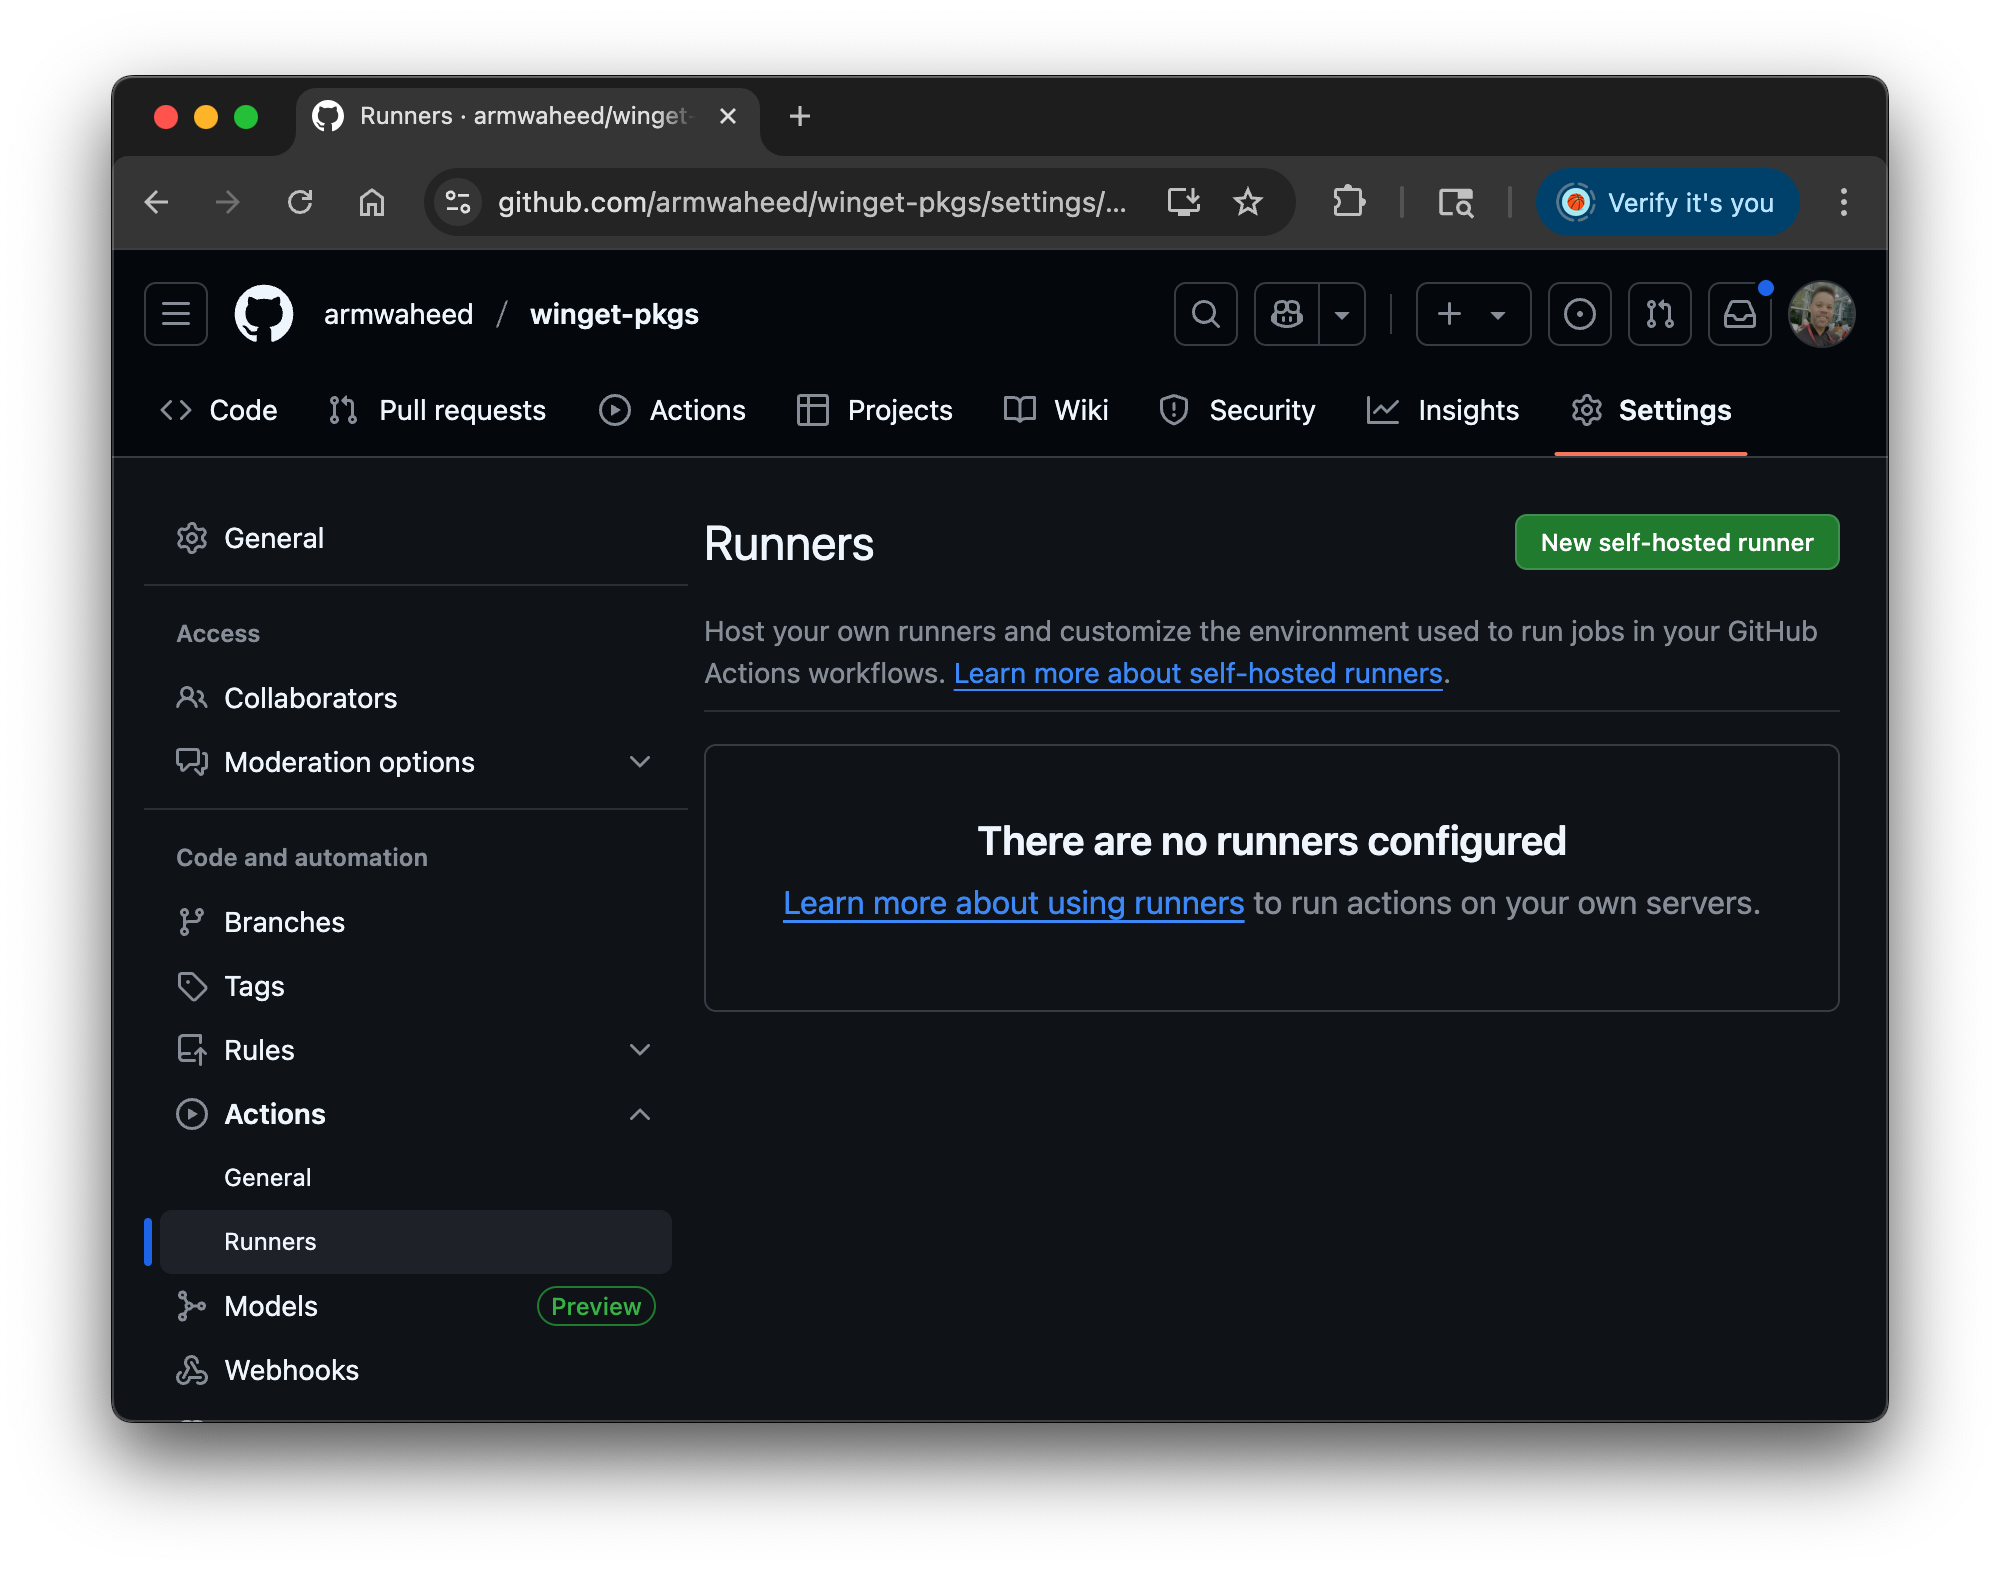 Runners · armwaheed/winget-
github.com/armwaheed/winget-pkgs/settings/...
Verify it's you
armwaheed / winget-pkgs
Code
Pull requests
Actions
Projects
Wiki
Security
Insights
Settings
General
Access
Collaborators
Moderation options
Code and automation
Branches
Tags
Rules
Actions
General
Runners
Models
Preview
Webhooks
Runners
New self-hosted runner
Host your own runners and customize the environment used to run jobs in your GitHub
Actions workflows. Learn more about self-hosted runners.
There are no runners configured
Learn more about using runners to run actions on your own servers.